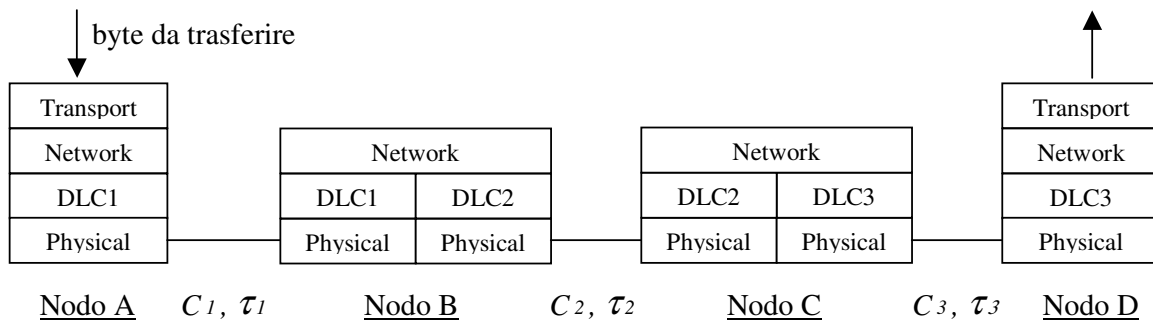 byte da trasferire
Transport Transport
Network Network Network Network
DLC1 DLC1 DLC2 DLC2 DLC3 DLC3
Physical Physical Physical Physical Physical Physical
Nodo A C1, τ1 Nodo B C2, τ2 Nodo C C3, τ3 Nodo D